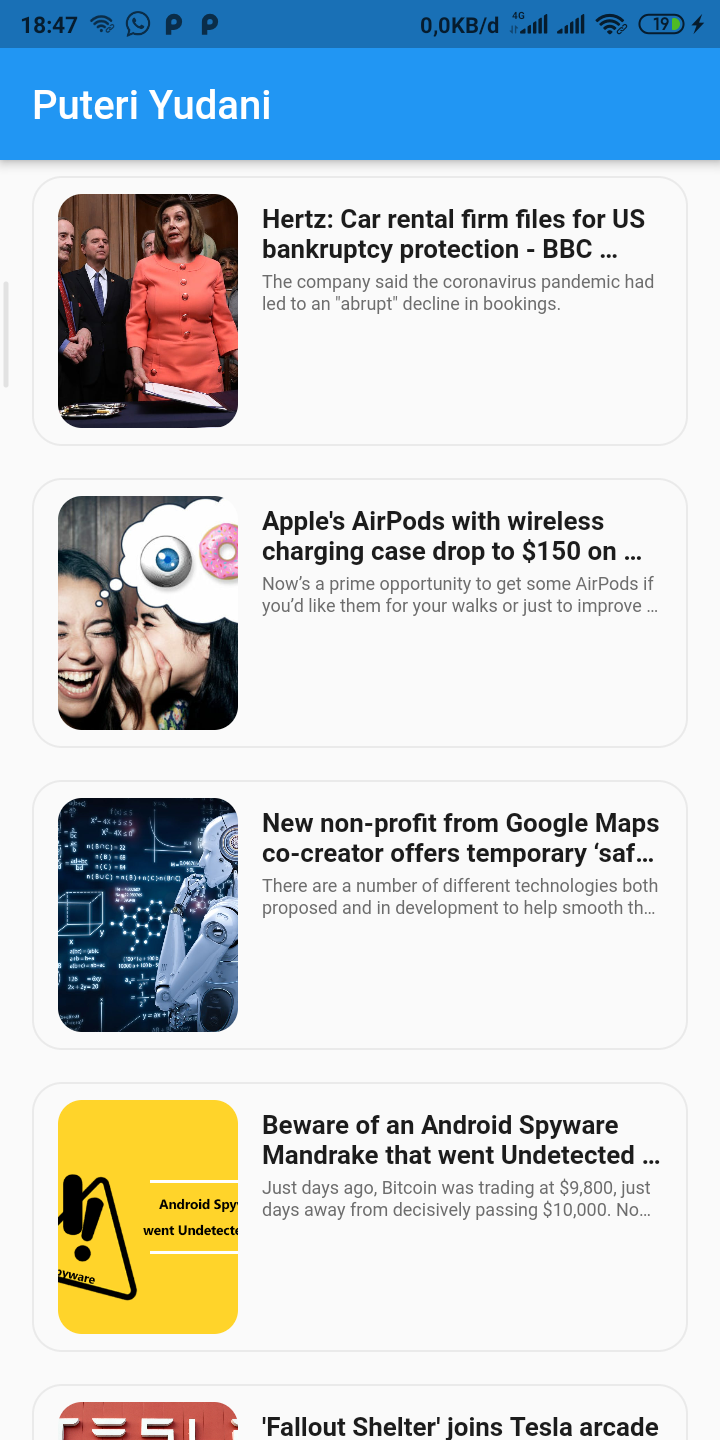 18:47
0,0KB/d 4G 19
Puteri Yudani
Hertz: Car rental firm files for US
bankruptcy protection - BBC …
The company said the coronavirus pandemic had
led to an "abrupt" decline in bookings.
Apple's AirPods with wireless
charging case drop to $150 on …
Now’s a prime opportunity to get some AirPods if
you’d like them for your walks or just to improve …
New non-profit from Google Maps
co-creator offers temporary ‘saf…
There are a number of different technologies both
proposed and in development to help smooth th…
Beware of an Android Spyware
Mandrake that went Undetected …
Just days ago, Bitcoin was trading at $9,800, just
days away from decisively passing $10,000. No…
Android Spy
went Undetecte
pyware
'Fallout Shelter' joins Tesla arcade
TESL